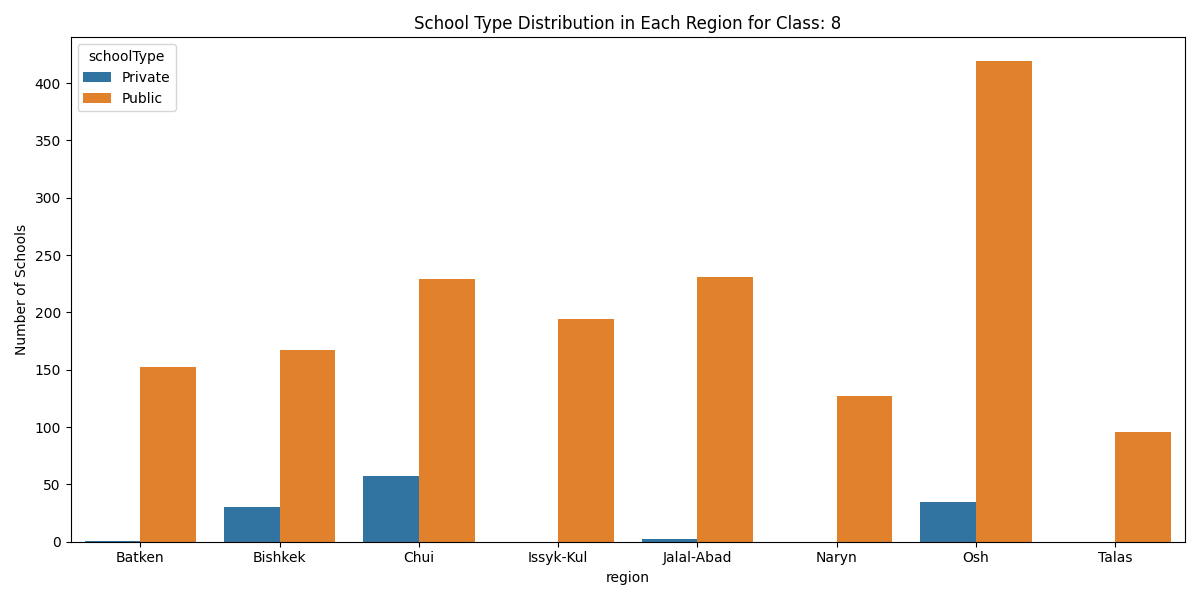 School Type Distribution in Each Region for Class: 8
schoolType
Private
Public
Number of Schools
400
350
300
250
200
150
100
50
0
Batken Bishkek Chui Issyk-Kul Jalal-Abad Naryn Osh Talas
region